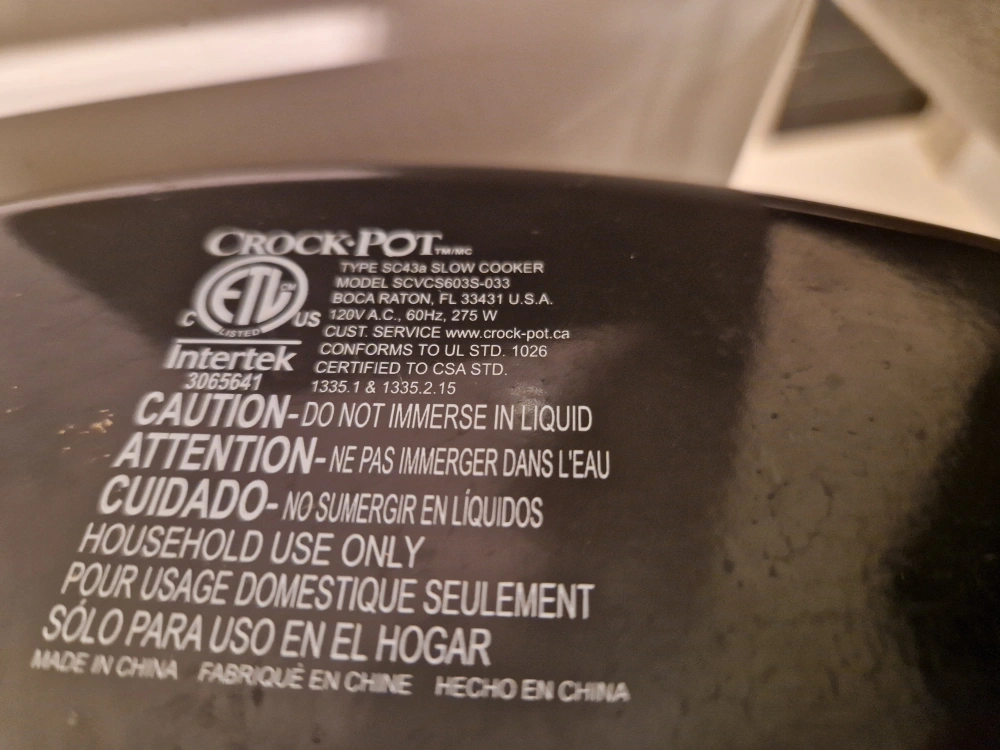 CROCK•POT TM/MC
TYPE SC43a SLOW COOKER
MODEL SCVCS603S-033
BOCA RATON, FL 33431 U.S.A.
120V A.C., 60Hz, 275 W
CUST. SERVICE www.crock-pot.ca
CONFORMS TO UL STD. 1026
CERTIFIED TO CSA STD.
1335.1 & 1335.2.15
ETL CM
C LISTED US
Intertek
3065641
CAUTION- DO NOT IMMERSE IN LIQUID
ATTENTION- NE PAS IMMERGER DANS L'EAU
CUIDADO- NO SUMERGIR EN LÍQUIDOS
HOUSEHOLD USE ONLY
POUR USAGE DOMESTIQUE SEULEMENT
SÓLO PARA USO EN EL HOGAR
MADE IN CHINA FABRIQUÈ EN CHINE HECHO EN CHINA